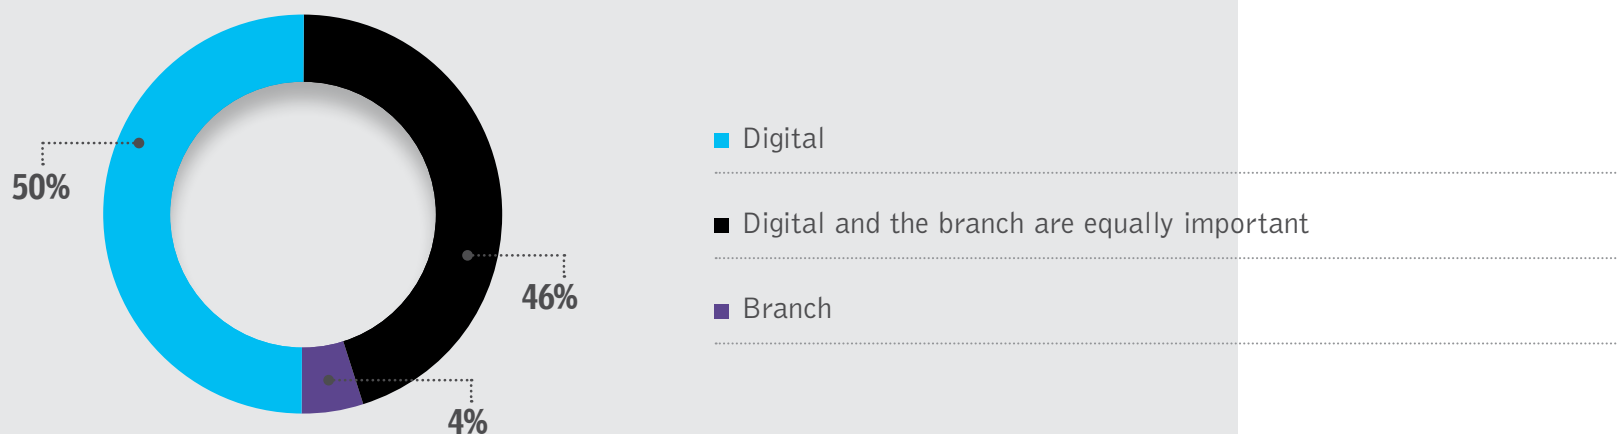 50%
46%
4%
Digital
Digital and the branch are equally important
Branch